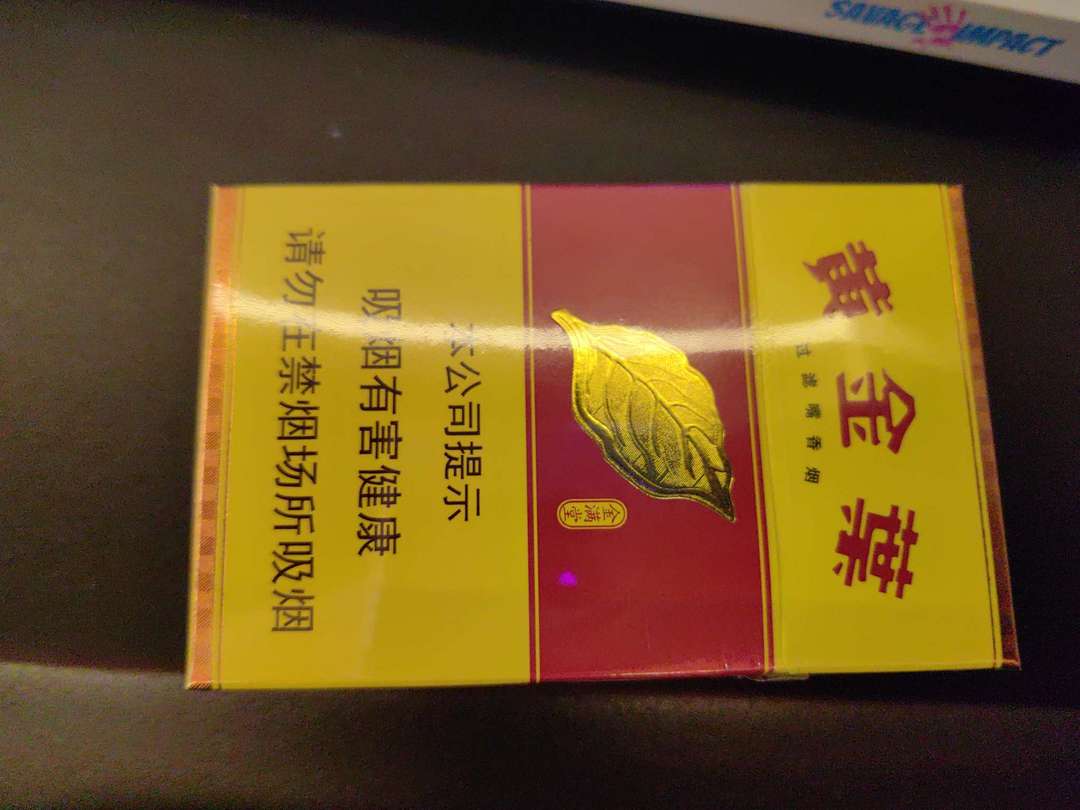 SAVAGE IMPACT
黄金叶
过滤嘴香烟
金满堂
本公司提示
吸烟有害健康
请勿在禁烟场所吸烟